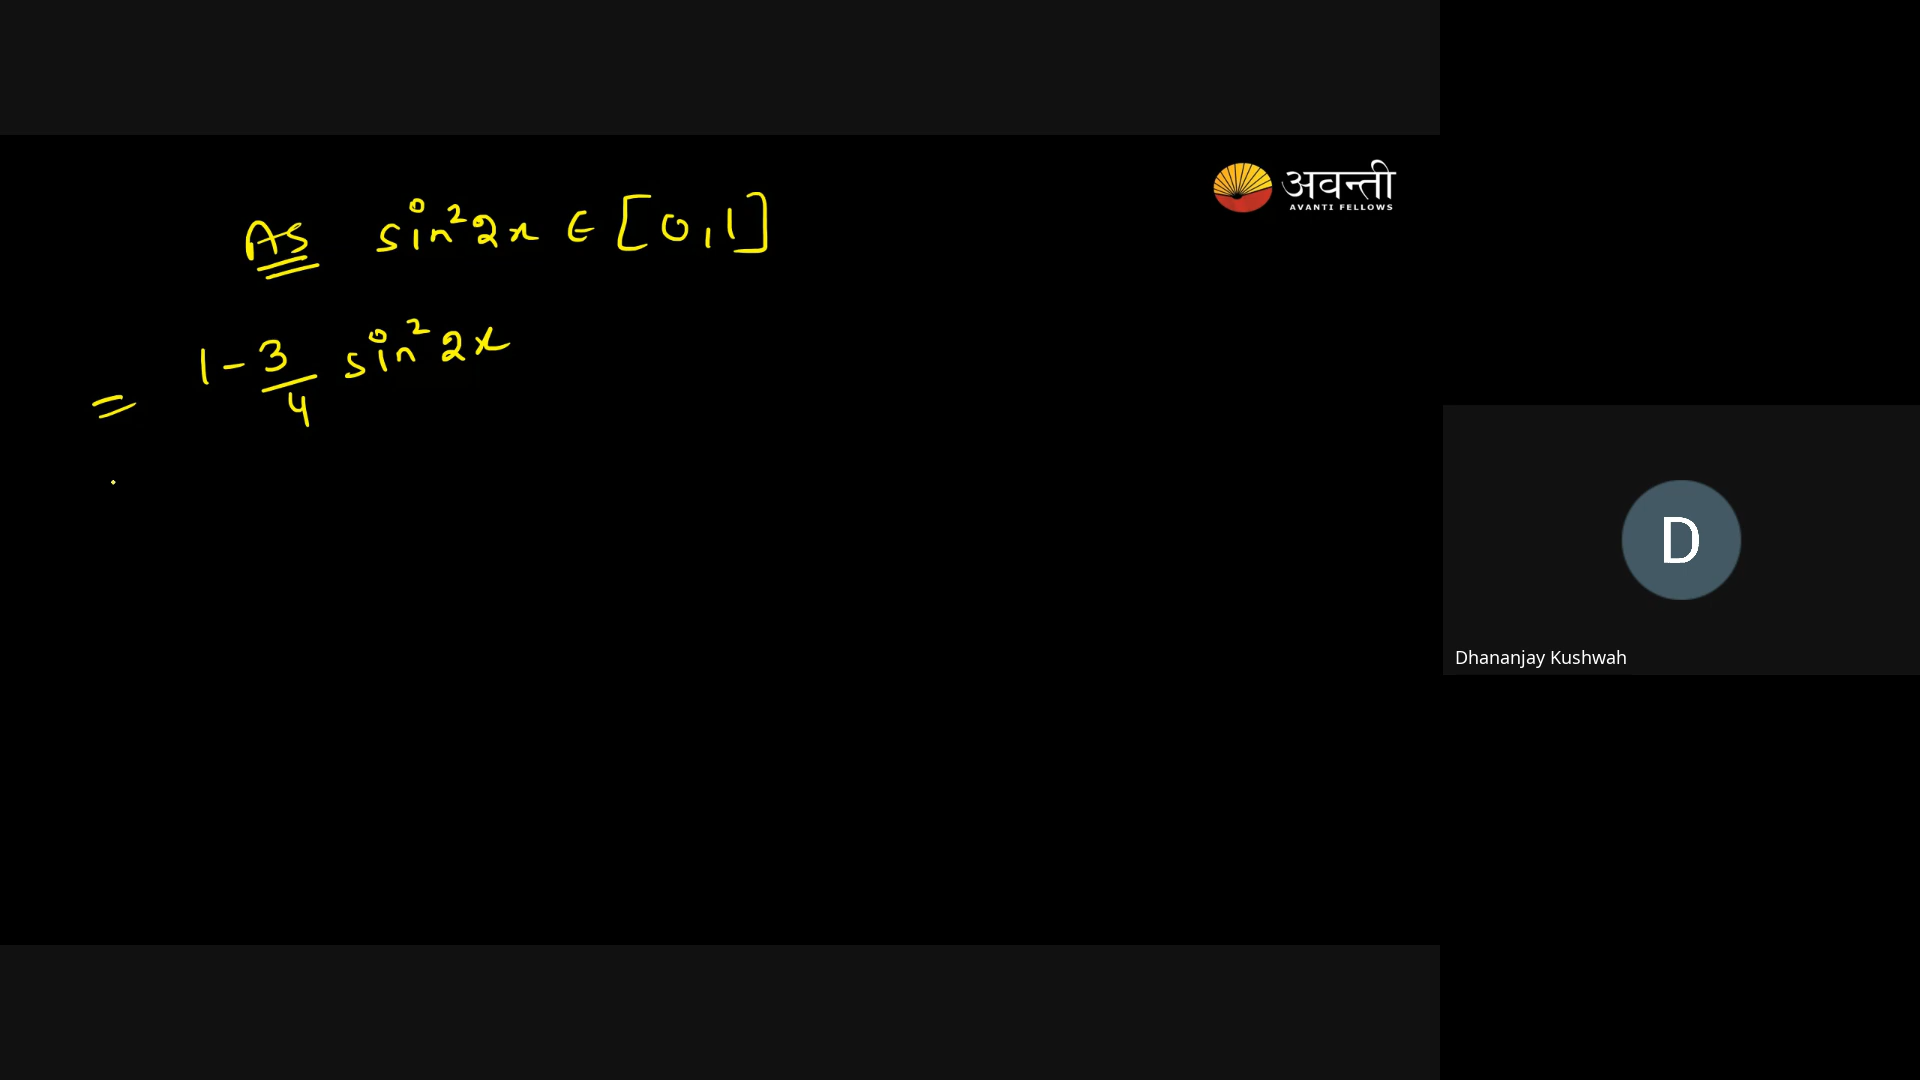 अवन्ती
AVANTI FELLOWS
As sin²2x ∈ [0,1]
= 1 - 3/4 sin²2x
D
Dhananjay Kushwah